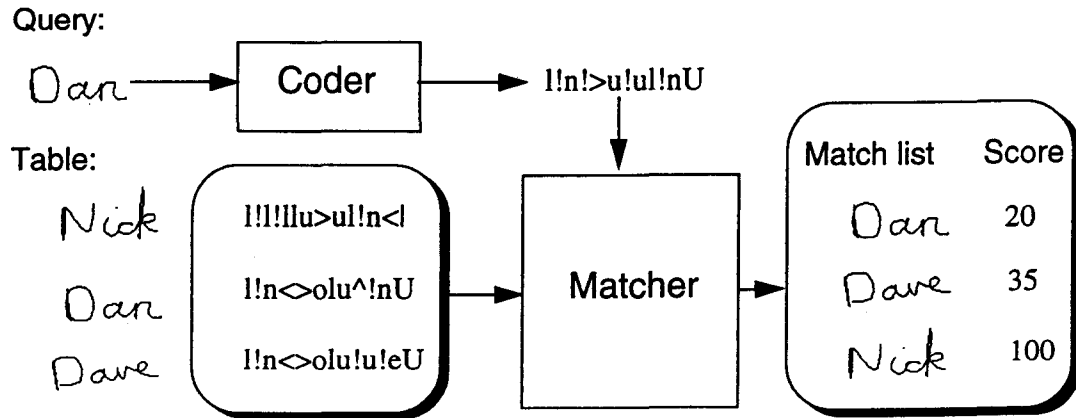 Query:
Dan Coder l!n!>u!ul!nU
Table:
Nick l!l!llu>ul!n<l
Dan l!n<>olu^!nU
Dave l!n<>olu!u!eU
Matcher
Match list Score
Dan 20
Dave 35
Nick 100